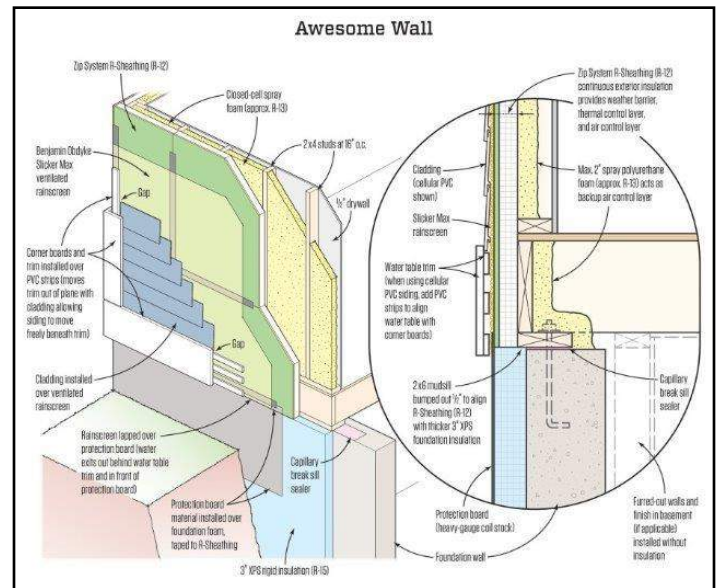 Awesome Wall
Zip System R-Sheathing (R-12)
Closed-cell spray
foam (approx. R-13)
2x4 studs at 16" o.c.
½" drywall
Benjamin Obdyke
Slicker Max
ventilated
rainscreen
Gap
Corner boards and
trim installed over
PVC strips (moves
trim out of plane with
cladding allowing
siding to move
freely beneath trim)
Gap
Cladding installed
over ventilated
rainscreen
Rainscreen lapped over
protection board (water
exits out behind water table
trim and in front of
protection board)
Protection board
material installed over
foundation foam,
taped to R-Sheathing
Capillary
break sill
sealer
3" XPS rigid insulation (R-15)
Zip System R-Sheathing (R-12)
continuous exterior insulation
provides weather barrier,
thermal control layer,
and air control layer
Cladding
(cellular PVC
shown)
Slicker Max
rainscreen
Max. 2" spray polyurethane
foam (approx. R-13) acts as
backup air control layer
Water table trim
(when using cellular
PVC siding, add PVC
strips to align
water table with
corner boards)
2x6 mudsill
bumped out ½" to align
R-Sheathing (R-12)
with thicker 3" XPS
foundation insulation
Capillary
break sill
sealer
Protection board
(heavy-gauge coil stock)
Foundation wall
Furred-out walls and
finish in basement
(if applicable)
installed without
insulation